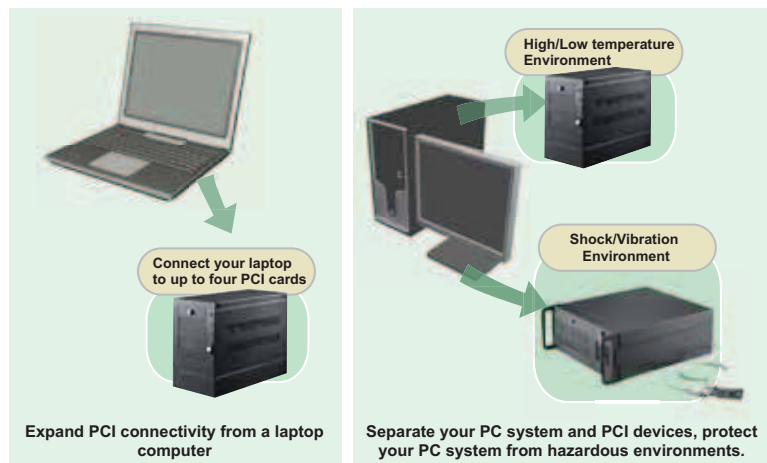 High/Low temperature
Environment
Connect your laptop
to up to four PCI cards
Shock/Vibration
Environment
Expand PCI connectivity from a laptop
computer
Separate your PC system and PCI devices, protect
your PC system from hazardous environments.